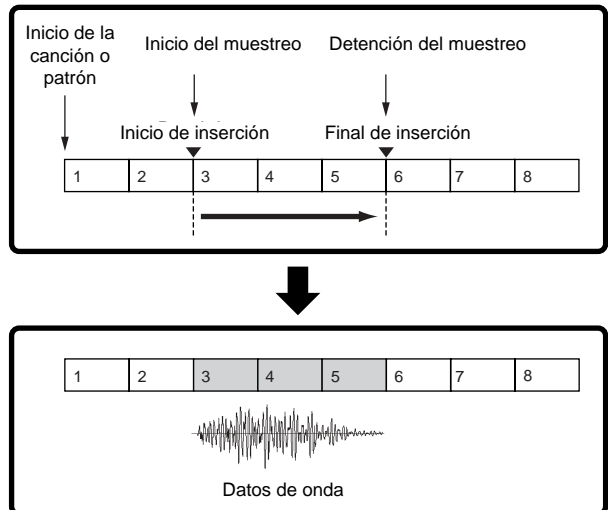 Inicio de la
canción o
patrón
Inicio del muestreo
Detención del muestreo
Inicio de inserción
Final de inserción
1 2 3 4 5 6 7 8
1 2 3 4 5 6 7 8
Datos de onda